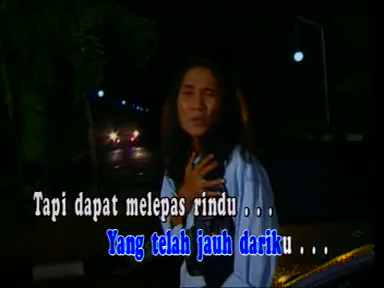 Tapi dapat melepas rindu . . .
Yang telah jauh dariku . . .